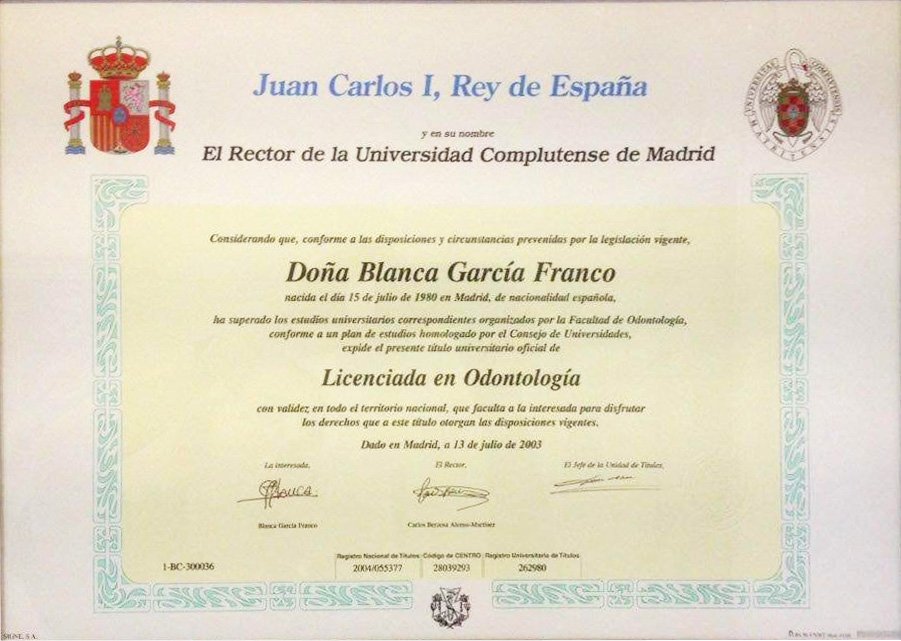 Juan Carlos I, Rey de España
y en su nombre
El Rector de la Universidad Complutense de Madrid
Considerando que, conforme a las disposiciones y circunstancias prevenidas por la legislación vigente,
Doña Blanca García Franco
nacida el día 15 de julio de 1980 en Madrid, de nacionalidad española,
ha superado los estudios universitarios correspondientes organizados por la Facultad de Odontología,
conforme a un plan de estudios homologado por el Consejo de Universidades,
expide el presente título universitario oficial de
Licenciada en Odontología
con validez en todo el territorio nacional, que faculta a la interesada para disfrutar
los derechos que a este título otorgan las disposiciones vigentes.
Dado en Madrid, a 13 de julio de 2003
La interesada, El Rector, El Jefe de la Unidad de Títulos,
Blanca
Blanca García Franco Carlos Berzosa Alonso-Martínez
Registro Nacional de Títulos Código de CENTRO Registro Universitario de Títulos
1-BC-300036 2004/055377 28039293 262980
SIGNE, S.A.